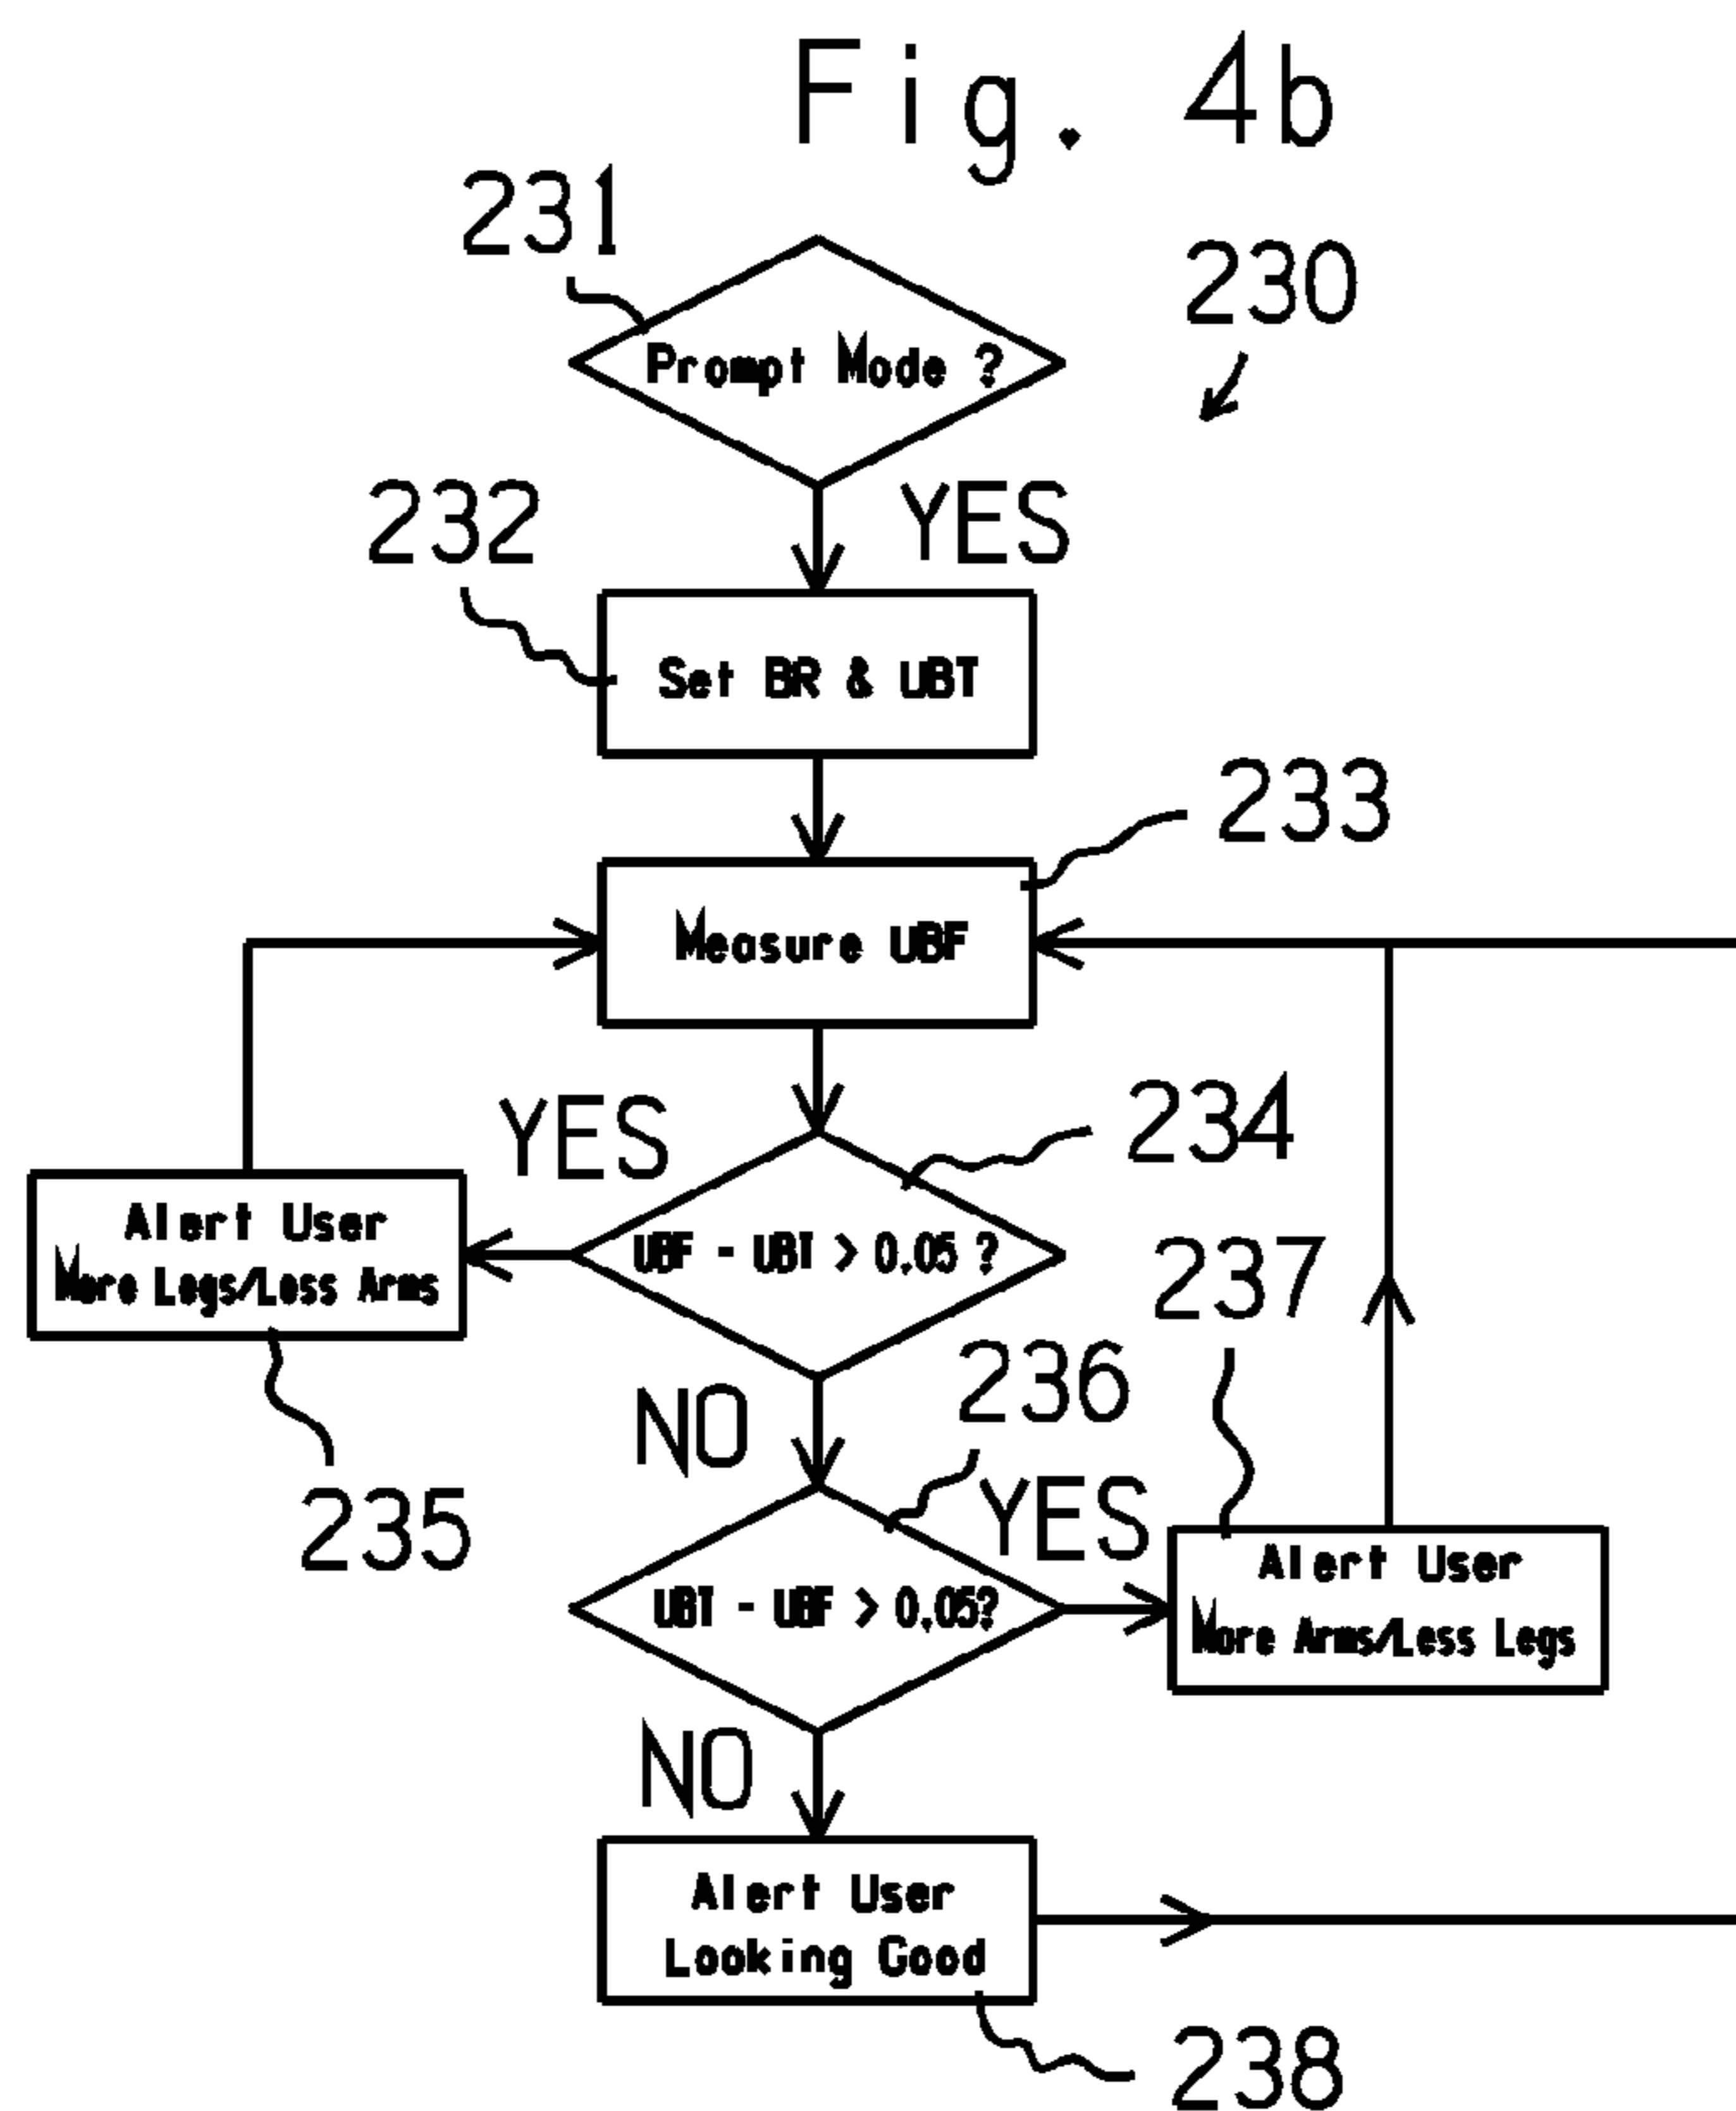 Fig. 4b
231
230
Prompt Mode ?
YES
232
Set BR & UBT
233
Measure UBF
YES
234
Alert User
More Legs/Less Arms
UBF - UBT > 0.05 ?
237
236
NO
235
YES
Alert User
More Arms/Less Legs
UBT - UBF > 0.05?
NO
Alert User
Looking Good
238